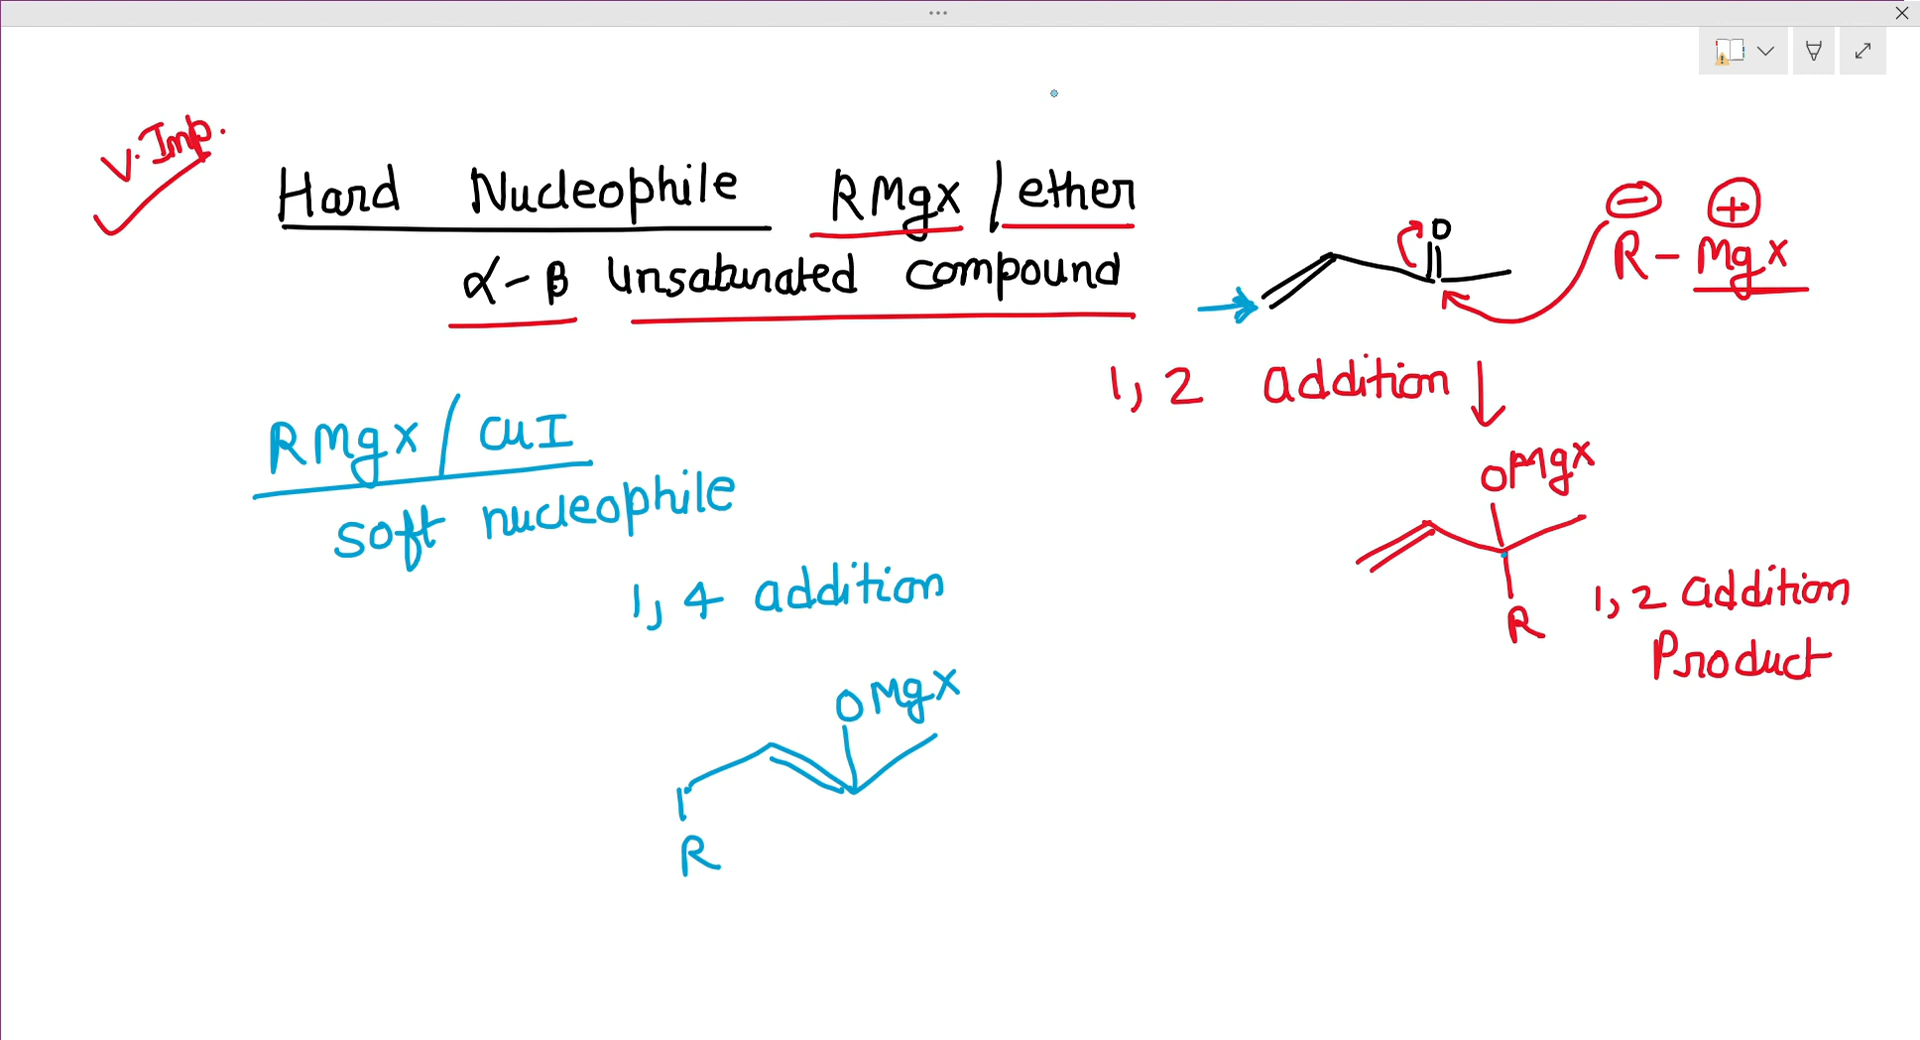 V. Imp.
Hard Nucleophile RMgx / ether
α - β unsaturated compound
O
⊖ ⊕
R - Mgx
1, 2 addition ↓
RMgx / CuI
soft nucleophile
1, 4 addition
OMgx
R
1, 2 addition
Product
OMgx
R